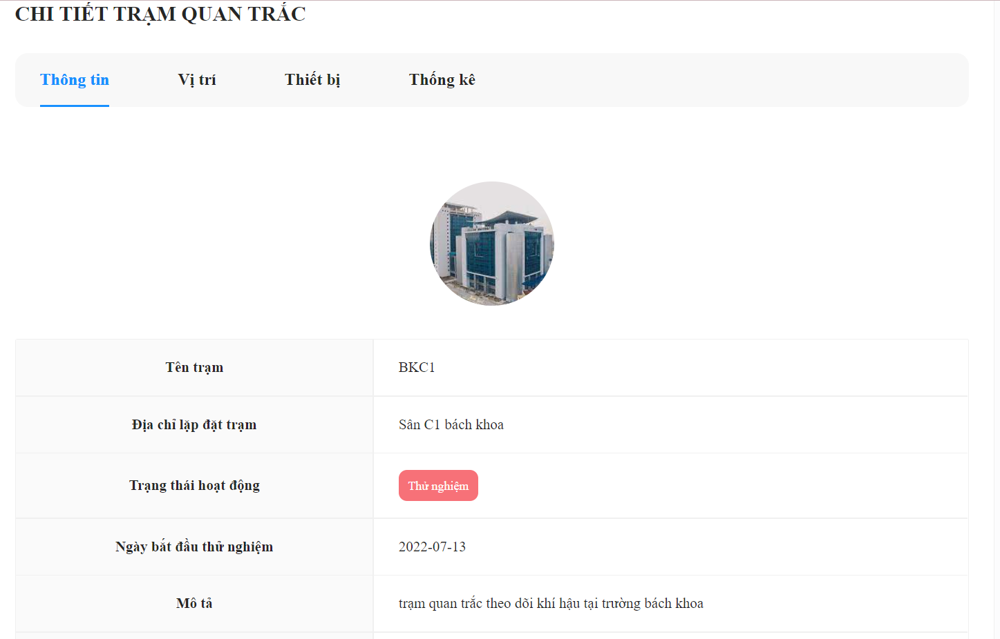 CHI TIẾT TRẠM QUAN TRẮC
Thông tin Vị trí Thiết bị Thống kê
Tên trạm BKC1
Địa chỉ lặp đặt trạm Sân C1 bách khoa
Trạng thái hoạt động Thử nghiệm
Ngày bắt đầu thử nghiệm 2022-07-13
Mô tả trạm quan trắc theo dõi khí hậu tại trường bách khoa